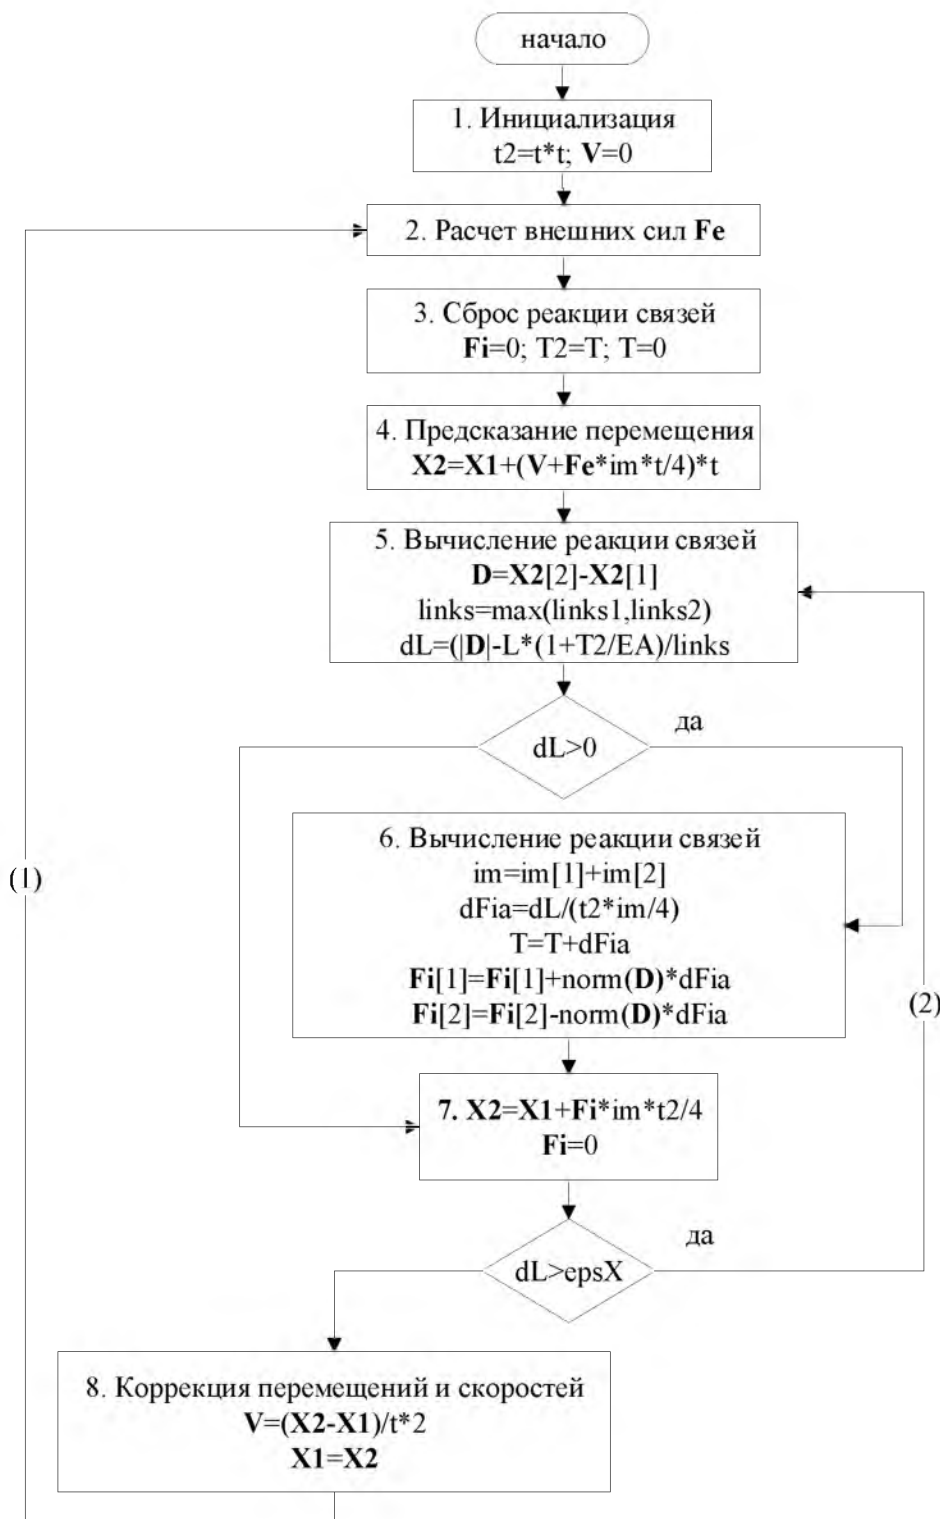 начало
1. Инициализация
t2=t*t; V=0
2. Расчет внешних сил Fe
3. Сброс реакции связей
Fi=0; T2=T; T=0
4. Предсказание перемещения
X2=X1+(V+Fe*im*t/4)*t
5. Вычисление реакции связей
D=X2[2]-X2[1]
links=max(links1,links2)
dL=(|D|-L*(1+T2/EA)/links
dL>0
да
6. Вычисление реакции связей
im=im[1]+im[2]
dFia=dL/(t2*im/4)
T=T+dFia
Fi[1]=Fi[1]+norm(D)*dFia
Fi[2]=Fi[2]-norm(D)*dFia
(1)
(2)
7. X2=X1+Fi*im*t2/4
Fi=0
dL>epsX
да
8. Коррекция перемещений и скоростей
V=(X2-X1)/t*2
X1=X2